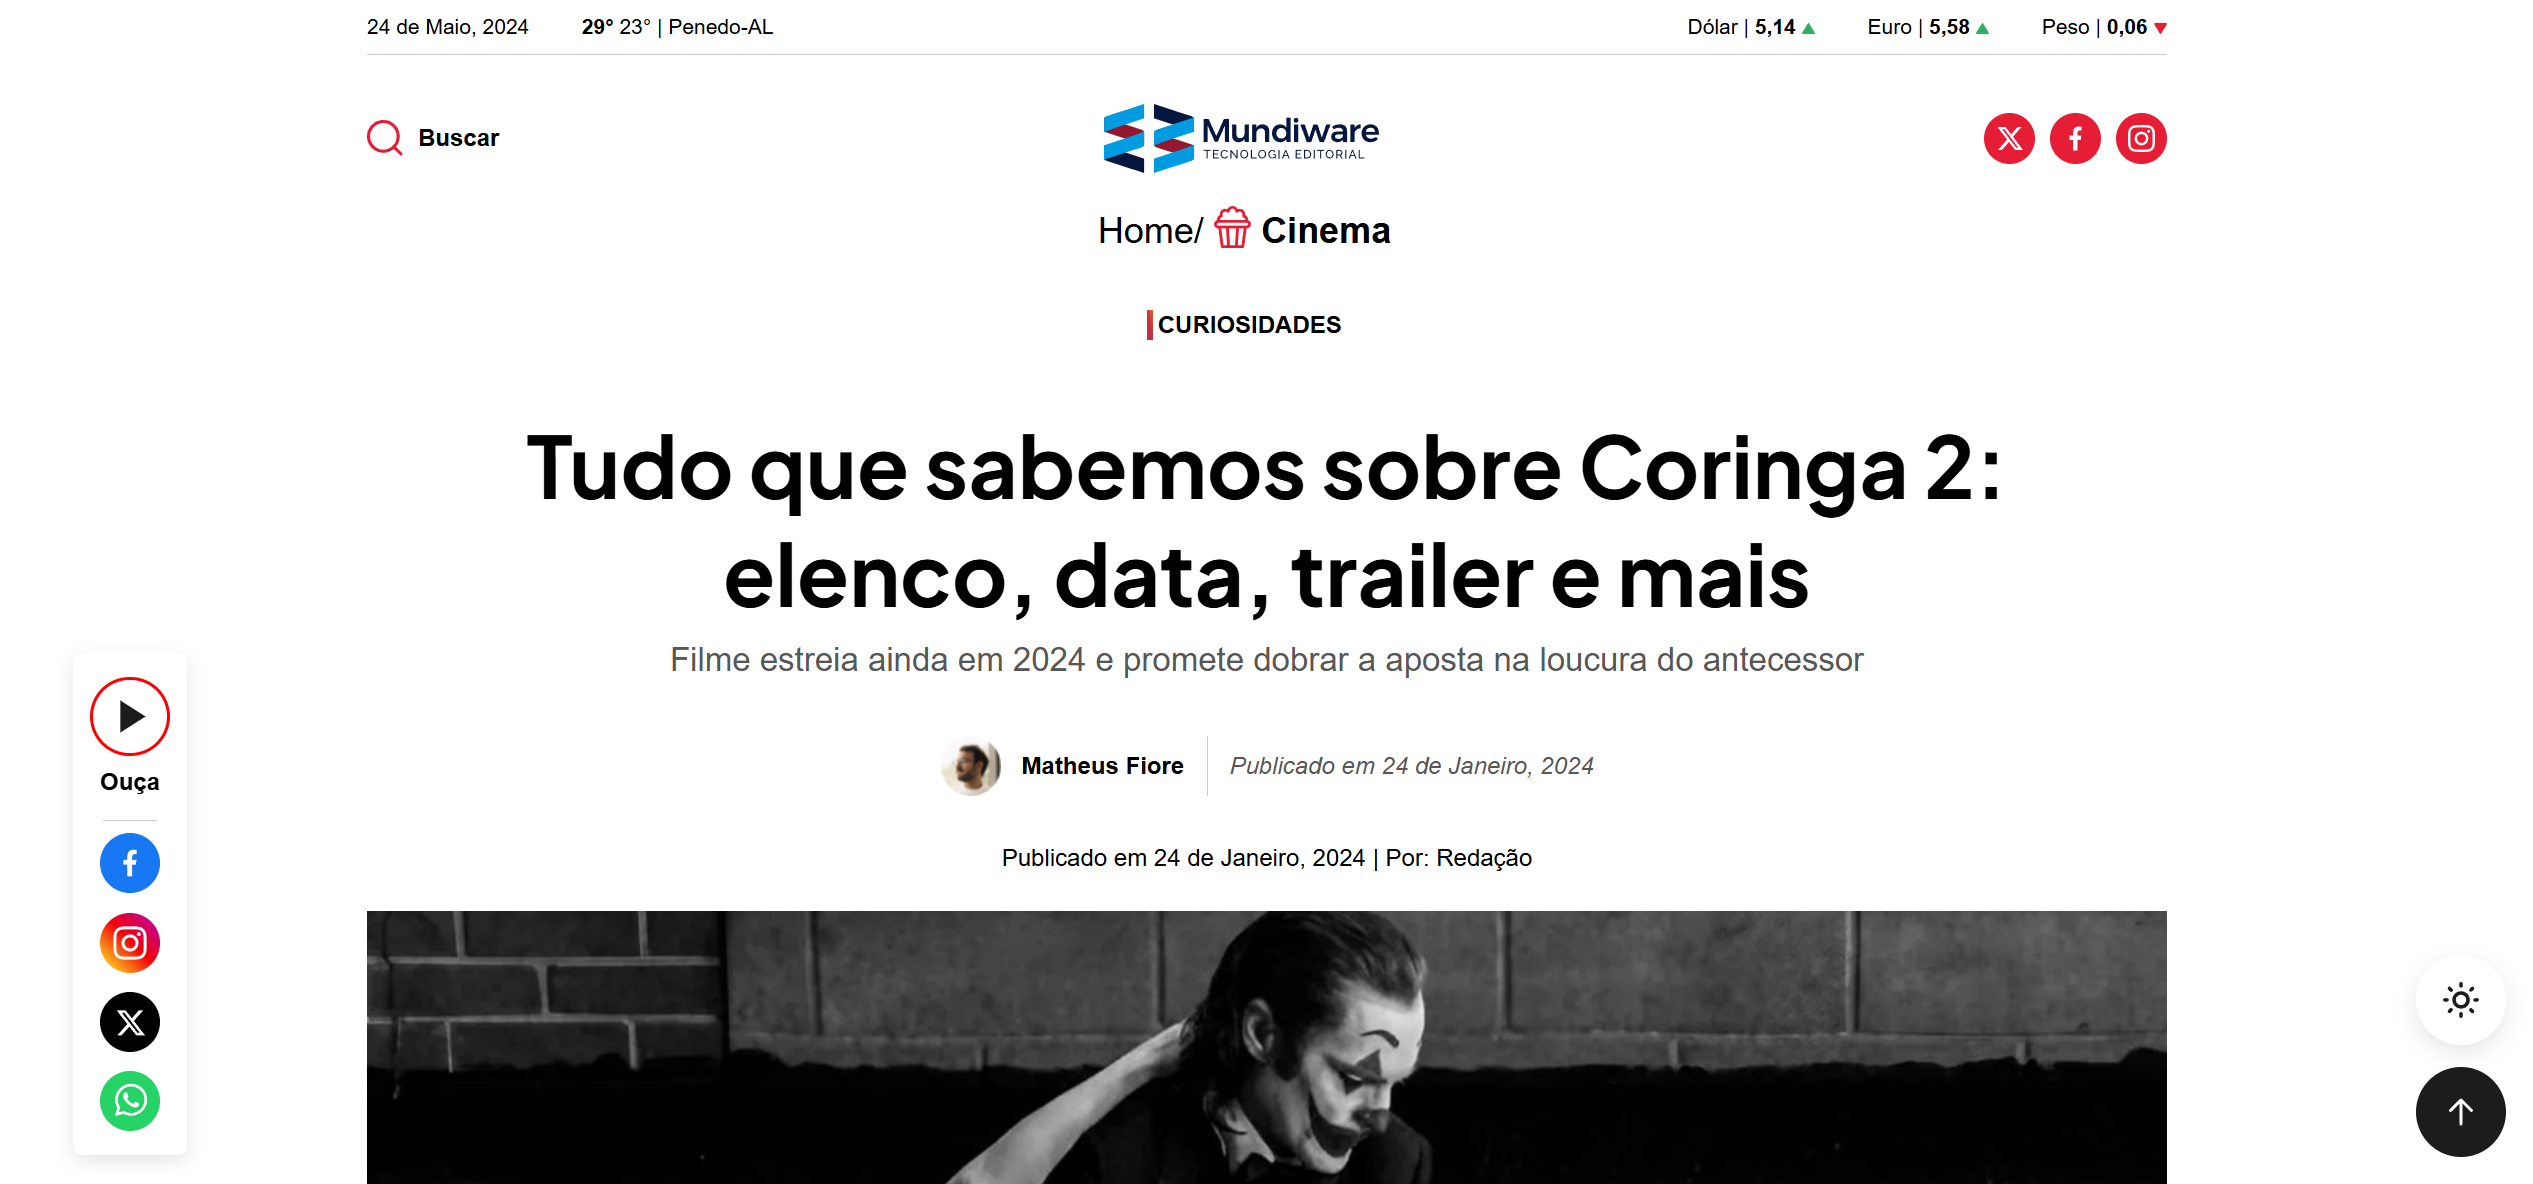 24 de Maio, 2024 29° 23° | Penedo-AL Dólar | 5,14 Euro | 5,58 Peso | 0,06
Buscar
Mundiware
TECNOLOGIA EDITORIAL
Home/ Cinema
CURIOSIDADES
Tudo que sabemos sobre Coringa 2:
elenco, data, trailer e mais
Filme estreia ainda em 2024 e promete dobrar a aposta na loucura do antecessor
Matheus Fiore Publicado em 24 de Janeiro, 2024
Ouça
Publicado em 24 de Janeiro, 2024 | Por: Redação